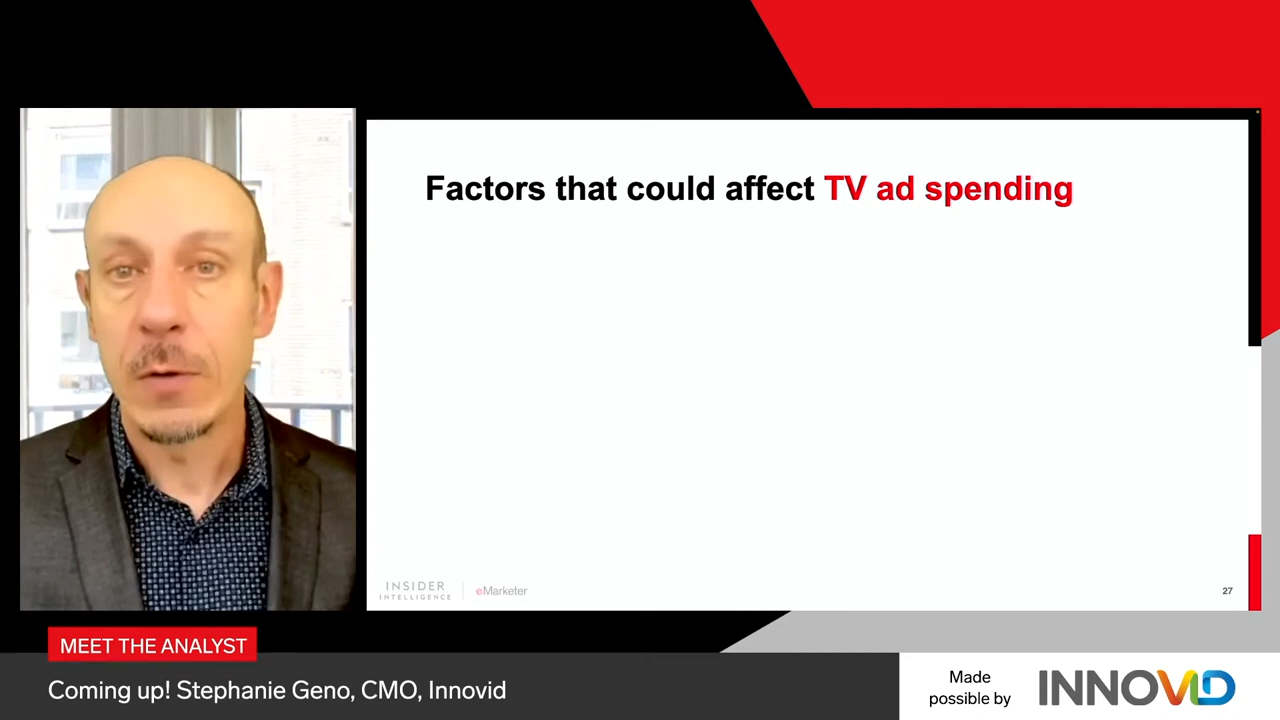 Factors that could affect TV ad spending
INSIDER
INTELLIGENCE
eMarketer
27
MEET THE ANALYST
Coming up! Stephanie Geno, CMO, Innovid
Made
possible by
INNOVID